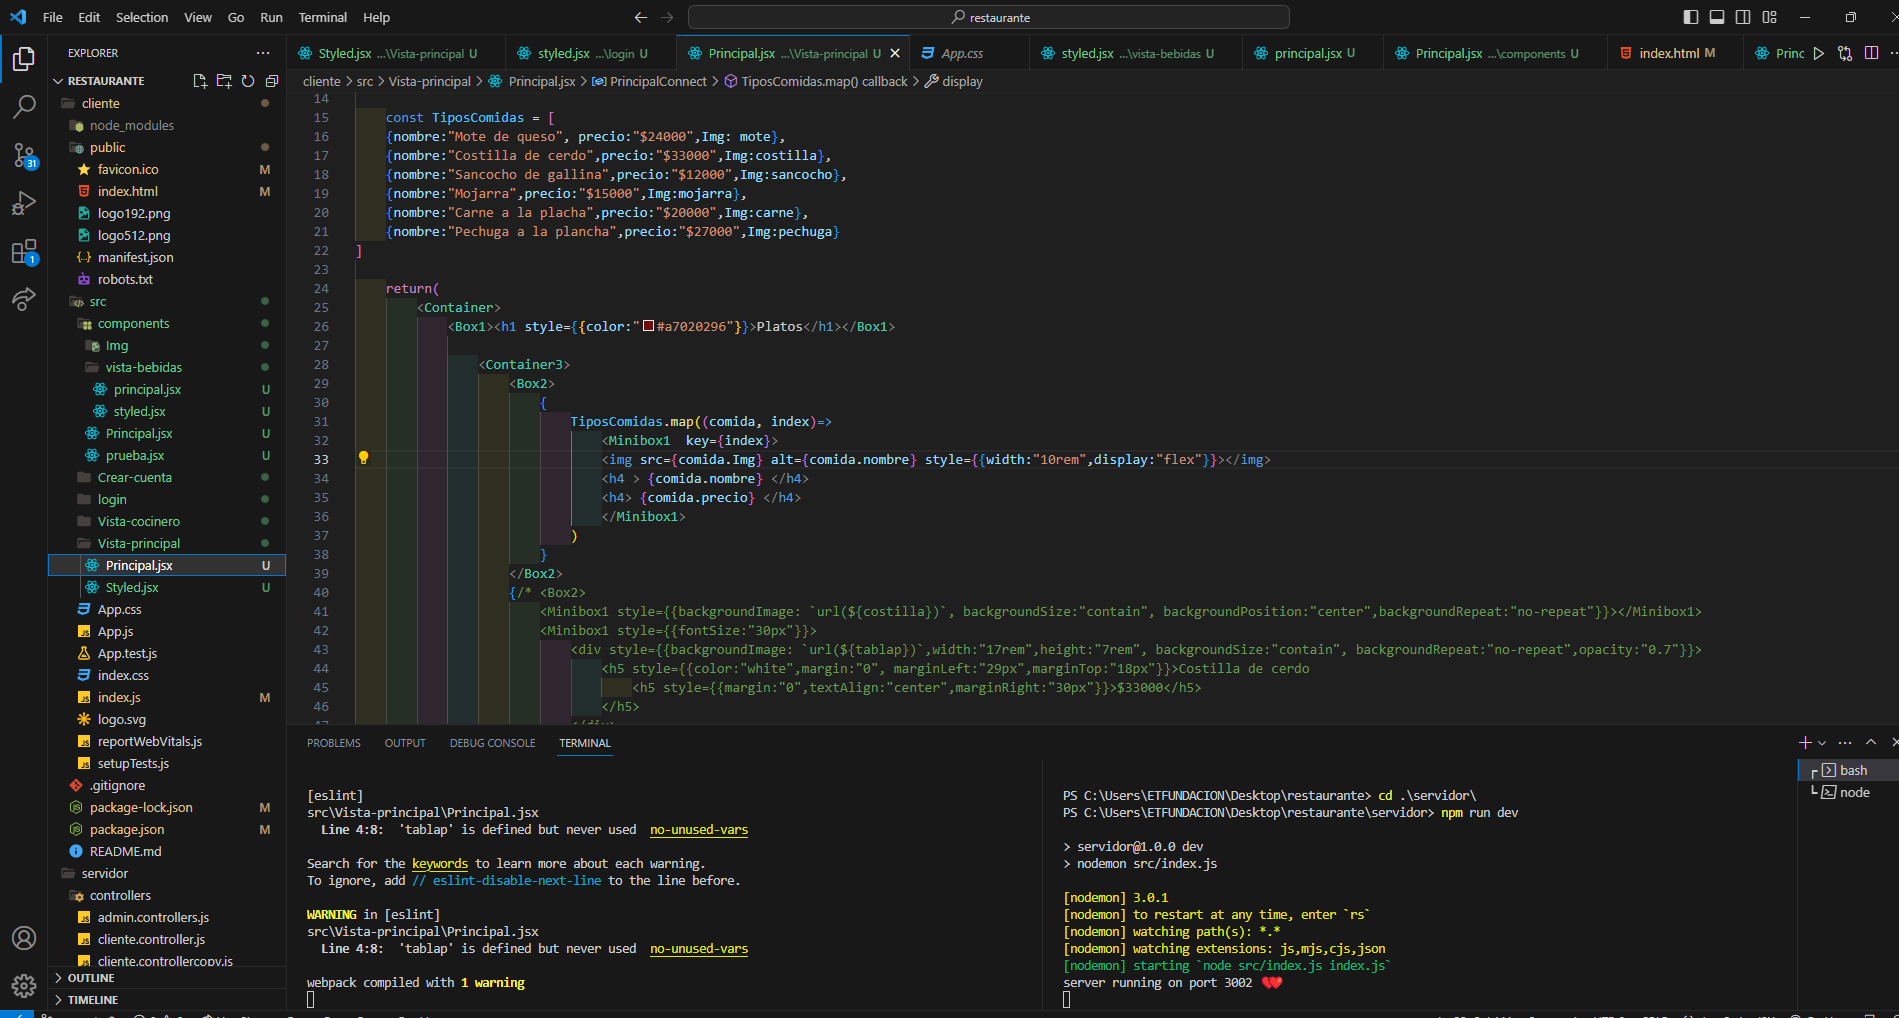 File Edit Selection View Go Run Terminal Help
restaurante
EXPLORER
RESTAURANTE
cliente
node_modules
public
favicon.ico M
index.html M
logo192.png
logo512.png
manifest.json
robots.txt
src
components
Img
vista-bebidas
principal.jsx U
styled.jsx U
Principal.jsx U
prueba.jsx U
Crear-cuenta
login
Vista-cocinero
Vista-principal
Principal.jsx U
Styled.jsx U
App.css
App.js
App.test.js
index.css
index.js M
logo.svg
reportWebVitals.js
setupTests.js
.gitignore
package-lock.json M
package.json M
README.md
servidor
controllers
admin.controllers.js
cliente.controller.js
cliente.controllercopy.js
OUTLINE
TIMELINE
31
1
Styled.jsx ...\Vista-principal U
styled.jsx ...\login U
Principal.jsx ...\Vista-principal U
App.css
styled.jsx ...\vista-bebidas U
principal.jsx U
Principal.jsx ...\components U
index.html M
Princ
cliente > src > Vista-principal > Principal.jsx > PrincipalConnect > TiposComidas.map() callback > display
14
15 const TiposComidas = [
16 {nombre:"Mote de queso", precio:"$24000",Img: mote},
17 {nombre:"Costilla de cerdo",precio:"$33000",Img:costilla},
18 {nombre:"Sancocho de gallina",precio:"$12000",Img:sancocho},
19 {nombre:"Mojarra",precio:"$15000",Img:mojarra},
20 {nombre:"Carne a la placha",precio:"$20000",Img:carne},
21 {nombre:"Pechuga a la plancha",precio:"$27000",Img:pechuga}
22 ]
23
24 return(
25 <Container>
26 <Box1><h1 style={{color:"#a7020296"}}>Platos</h1></Box1>
27
28 <Container3>
29 <Box2>
30 {
31 TiposComidas.map((comida, index)=>
32 <Minibox1  key={index}>
33 <img src={comida.Img} alt={comida.nombre} style={{width:"10rem",display:"flex"}}></img>
34 <h4 > {comida.nombre} </h4>
35 <h4> {comida.precio} </h4>
36 </Minibox1>
37 )
38 }
39 </Box2>
40 {/* <Box2>
41 <Minibox1 style={{backgroundImage: `url(${costilla})`, backgroundSize:"contain", backgroundPosition:"center",backgroundRepeat:"no-repeat"}}></Minibox1>
42 <Minibox1 style={{fontSize:"30px"}}>
43 <div style={{backgroundImage: `url(${tablap})`,width:"17rem",height:"7rem", backgroundSize:"contain", backgroundRepeat:"no-repeat",opacity:"0.7"}}>
44 <h5 style={{color:"white",margin:"0", marginLeft:"29px",marginTop:"18px"}}>Costilla de cerdo
45 <h5 style={{margin:"0",textAlign:"center",marginRight:"30px"}}>$33000</h5>
46 </h5>
47 </div>
PROBLEMS OUTPUT DEBUG CONSOLE TERMINAL
[eslint]
src\Vista-principal\Principal.jsx
Line 4:8: 'tablap' is defined but never used no-unused-vars
Search for the keywords to learn more about each warning.
To ignore, add // eslint-disable-next-line to the line before.
WARNING in [eslint]
src\Vista-principal\Principal.jsx
Line 4:8: 'tablap' is defined but never used no-unused-vars
webpack compiled with 1 warning
PS C:\Users\ETFUNDACION\Desktop\restaurante> cd .\servidor\
PS C:\Users\ETFUNDACION\Desktop\restaurante\servidor> npm run dev
> servidor@1.0.0 dev
> nodemon src/index.js
[nodemon] 3.0.1
[nodemon] to restart at any time, enter `rs`
[nodemon] watching path(s): *.*
[nodemon] watching extensions: js,mjs,cjs,json
[nodemon] starting `node src/index.js index.js`
server running on port 3002 💔
bash
node